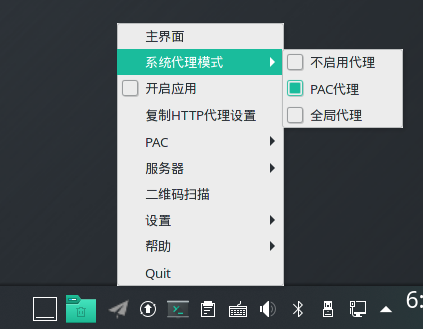 主界面
系统代理模式
不启用代理
开启应用
PAC代理
复制HTTP代理设置
全局代理
PAC
服务器
二维码扫描
设置
帮助
Quit
6: